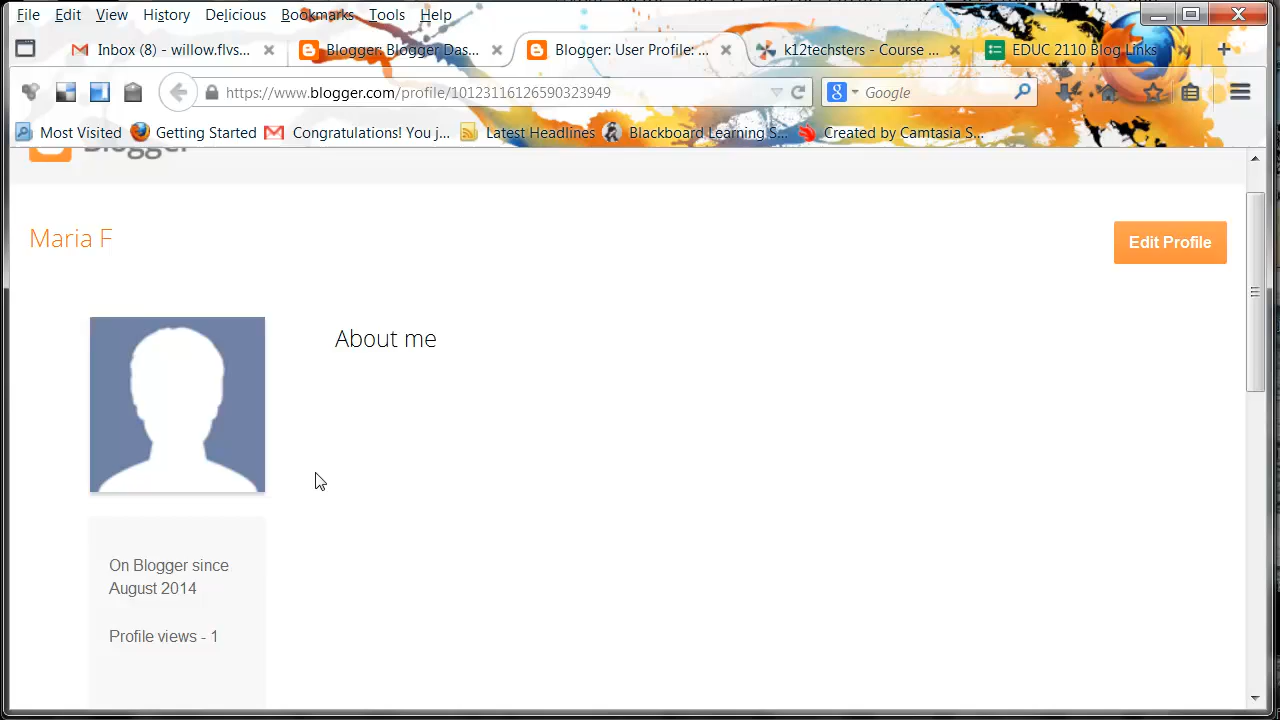 File Edit View History Delicious Bookmarks Tools Help
Inbox (8) - willow.flvs... Blogger: Blogger Das... Blogger: User Profile: ... k12techsters - Course ... EDUC 2110 Blog Links
https://www.blogger.com/profile/10123116126590323949 Google
Most Visited Getting Started Congratulations! You j... Latest Headlines Blackboard Learning S... Created by Camtasia S...
Blogger
Maria F
Edit Profile
About me
On Blogger since
August 2014
Profile views - 1